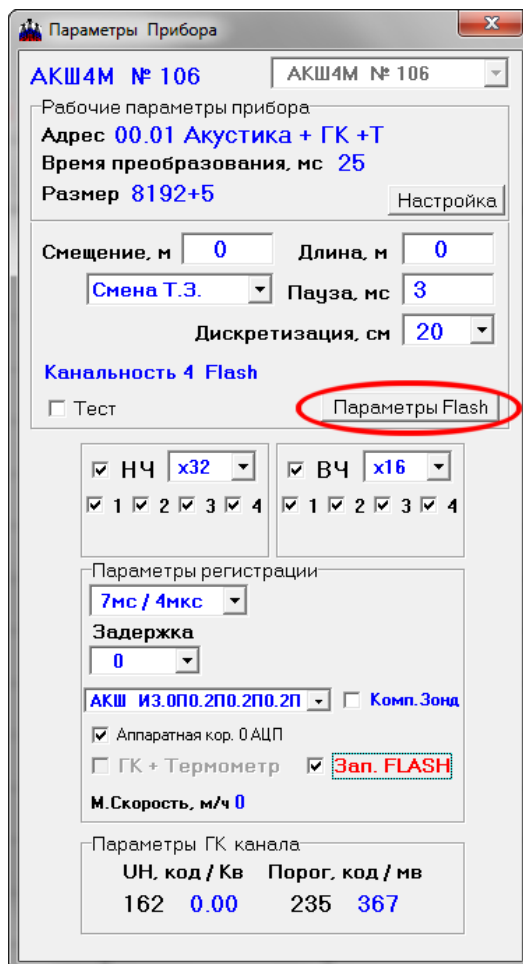 Параметры Прибора
АКШ4М № 106 АКШ4М № 106
Рабочие параметры прибора
Адрес 00.01 Акустика + ГК +Т
Время преобразования, мс 25
Размер 8192+5 Настройка
Смещение, м 0 Длина, м 0
Смена Т.З. Пауза, мс 3
Дискретизация, см 20
Канальность 4 Flash
Тест Параметры Flash
НЧ x32 ВЧ x16
1 2 3 4 1 2 3 4
Параметры регистрации
7мс / 4мкс
Задержка
0
АКШ ИЗ.0П0.2П0.2П0.2П Комп.Зонд
Аппаратная кор. 0 АЦП
ГК + Термометр Зап. FLASH
М.Скорость, м/ч 0
Параметры ГК канала
UН, код / Кв Порог, код / мв
162 0.00 235 367